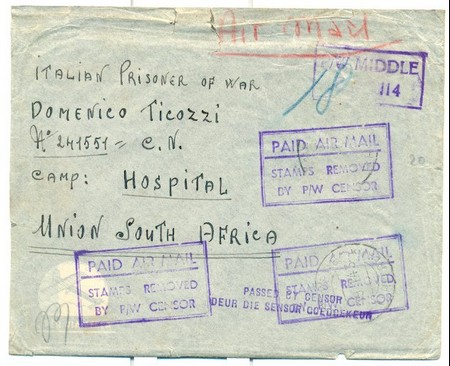 Air Mail
P/W MIDDLE
114
ITALIAN PRISONER OF WAR
DOMENICO TICOZZI
N° 241551 = C.N.
CAMP: HOSPITAL
UNION SOUTH AFRICA
PAID AIR MAIL
STAMPS REMOVED
BY P/W CENSOR
20
PAID AIR MAIL
STAMPS REMOVED
BY P/W CENSOR
PAID AIR MAIL
STAMPS REMOVED
BY P/W CENSOR
PASSED BY CENSOR
DEUR DIE SENSOR GOEDGEKEUR